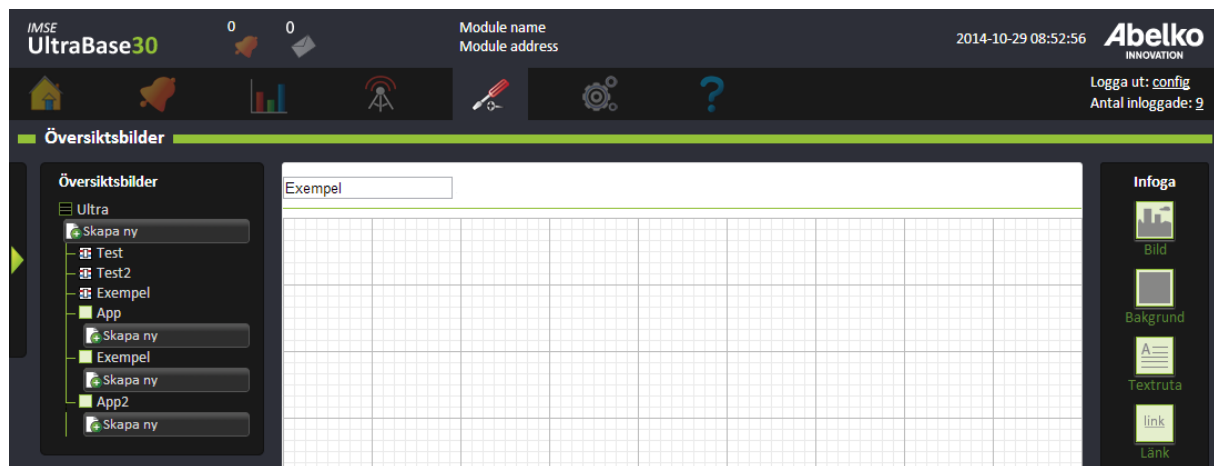 IMSE
UltraBase30
0
0
Module name
Module address
2014-10-29 08:52:56
Abelko
INNOVATION
Logga ut: config
Antal inloggade: 9
Översiktsbilder
Översiktsbilder
Ultra
Skapa ny
Test
Test2
Exempel
App
Skapa ny
Exempel
Skapa ny
App2
Skapa ny
Exempel
Infoga
Bild
Bakgrund
A
Textruta
link
Länk